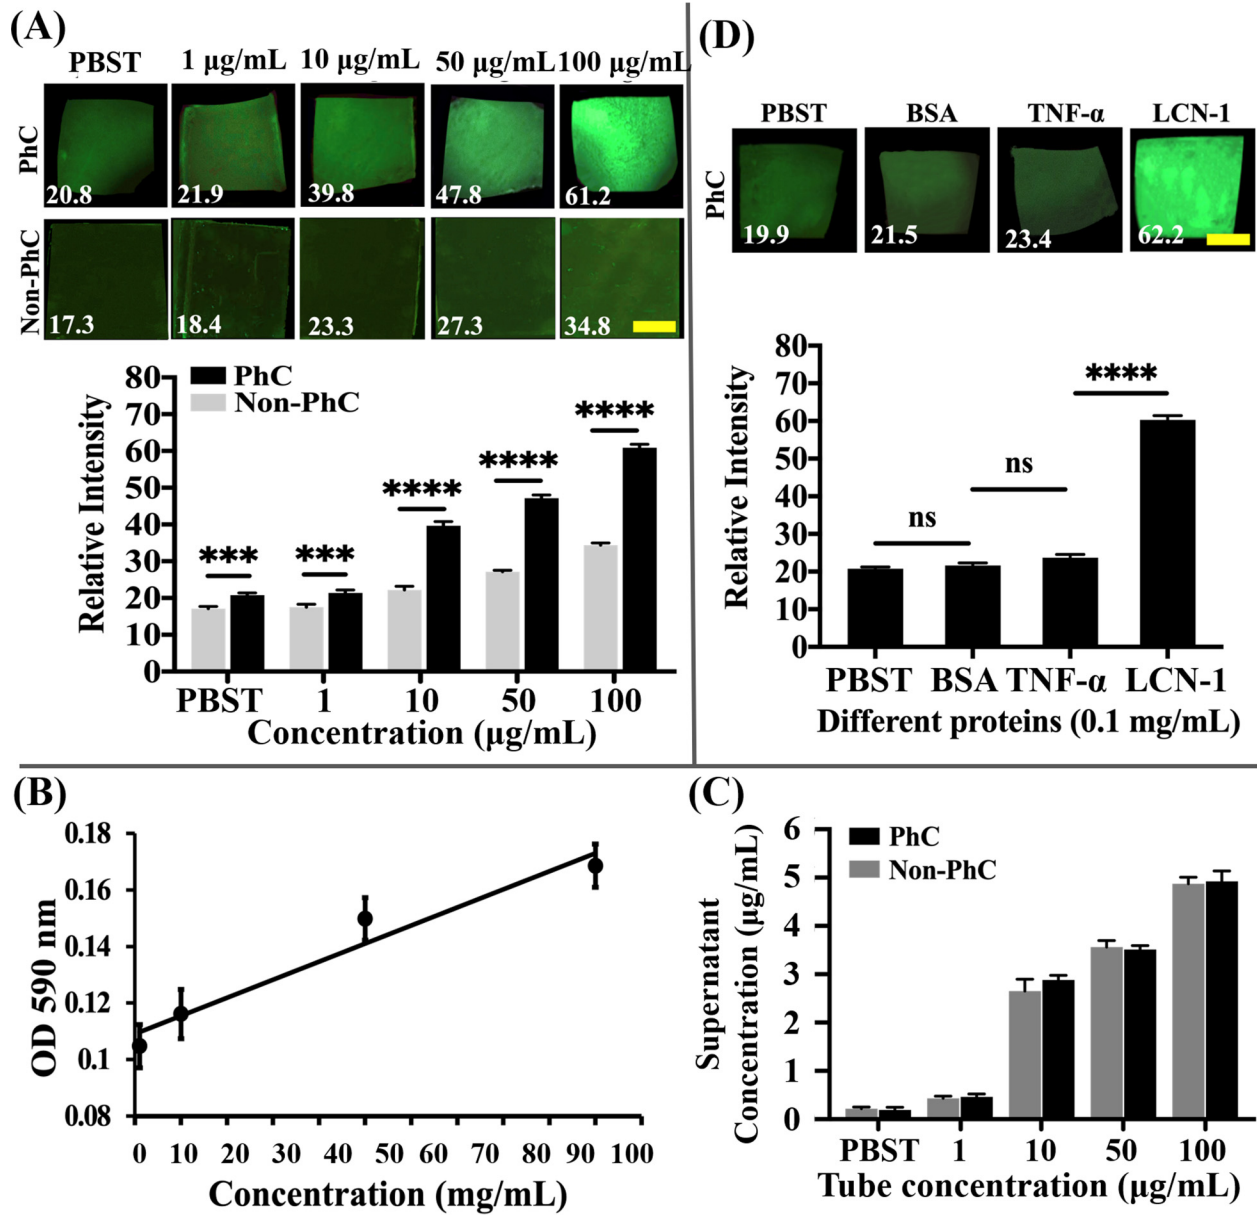 (A)
PBST 1 μg/mL 10 μg/mL 50 μg/mL 100 μg/mL
PhC
20.8 21.9 39.8 47.8 61.2
Non-PhC
17.3 18.4 23.3 27.3 34.8
80
70
60
50
40
30
20
10
0
Relative Intensity
PhC
Non-PhC
*** *** **** **** ****
PBST 1 10 50 100
Concentration (μg/mL)
(D)
PBST BSA TNF-α LCN-1
PhC
19.9 21.5 23.4 62.2
80
70
60
50
40
30
20
10
0
Relative Intensity
ns ns ****
PBST BSA TNF-α LCN-1
Different proteins (0.1 mg/mL)
(B)
0.18
0.16
0.14
0.12
0.1
0.08
OD 590 nm
0 10 20 30 40 50 60 70 80 90 100
Concentration (mg/mL)
(C)
6
5
4
3
2
1
0
Supernatant
Concentration (μg/mL)
PhC
Non-PhC
PBST 1 10 50 100
Tube concentration (μg/mL)